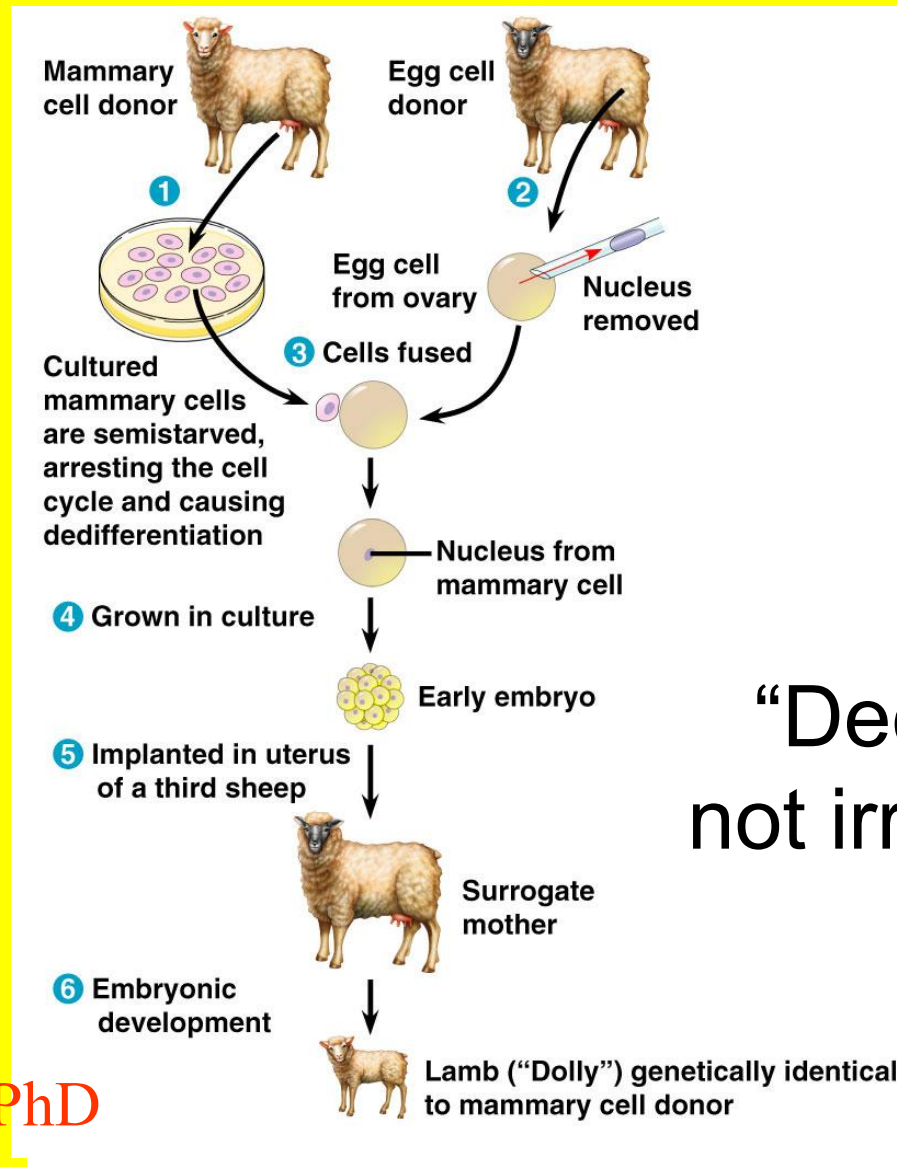 Mammary
cell donor
Egg cell
donor
1
2
Egg cell
from ovary
Nucleus
removed
3 Cells fused
Cultured
mammary cells
are semistarved,
arresting the cell
cycle and causing
dedifferentiation
Nucleus from
mammary cell
4 Grown in culture
Early embryo
5 Implanted in uterus
of a third sheep
not
Surrogate
mother
6 Embryonic
development
Lamb (“Dolly”) genetically identical
to mammary cell donor
PhD